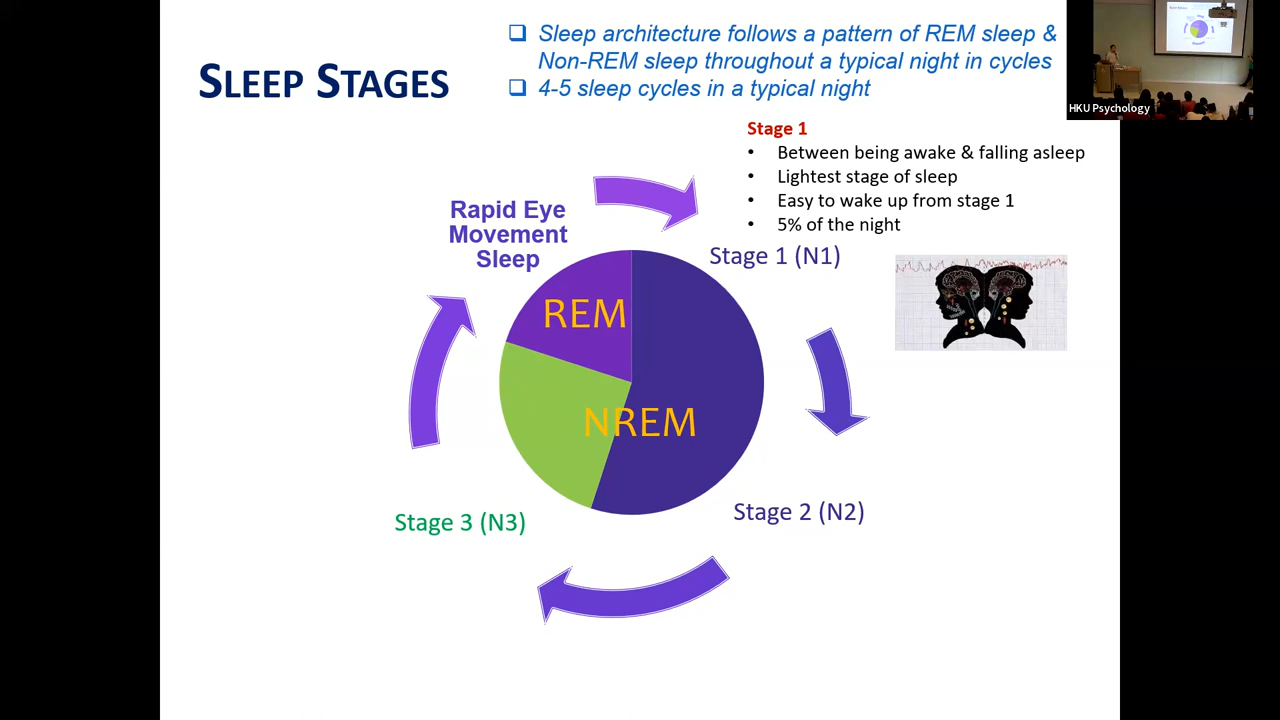 SLEEP STAGES
❑ Sleep architecture follows a pattern of REM sleep &
Non-REM sleep throughout a typical night in cycles
❑ 4-5 sleep cycles in a typical night
HKU Psychology
Stage 1
• Between being awake & falling asleep
• Lightest stage of sleep
• Easy to wake up from stage 1
• 5% of the night
Rapid Eye
Movement
Sleep
Stage 1 (N1)
REM
NREM
Stage 2 (N2)
Stage 3 (N3)